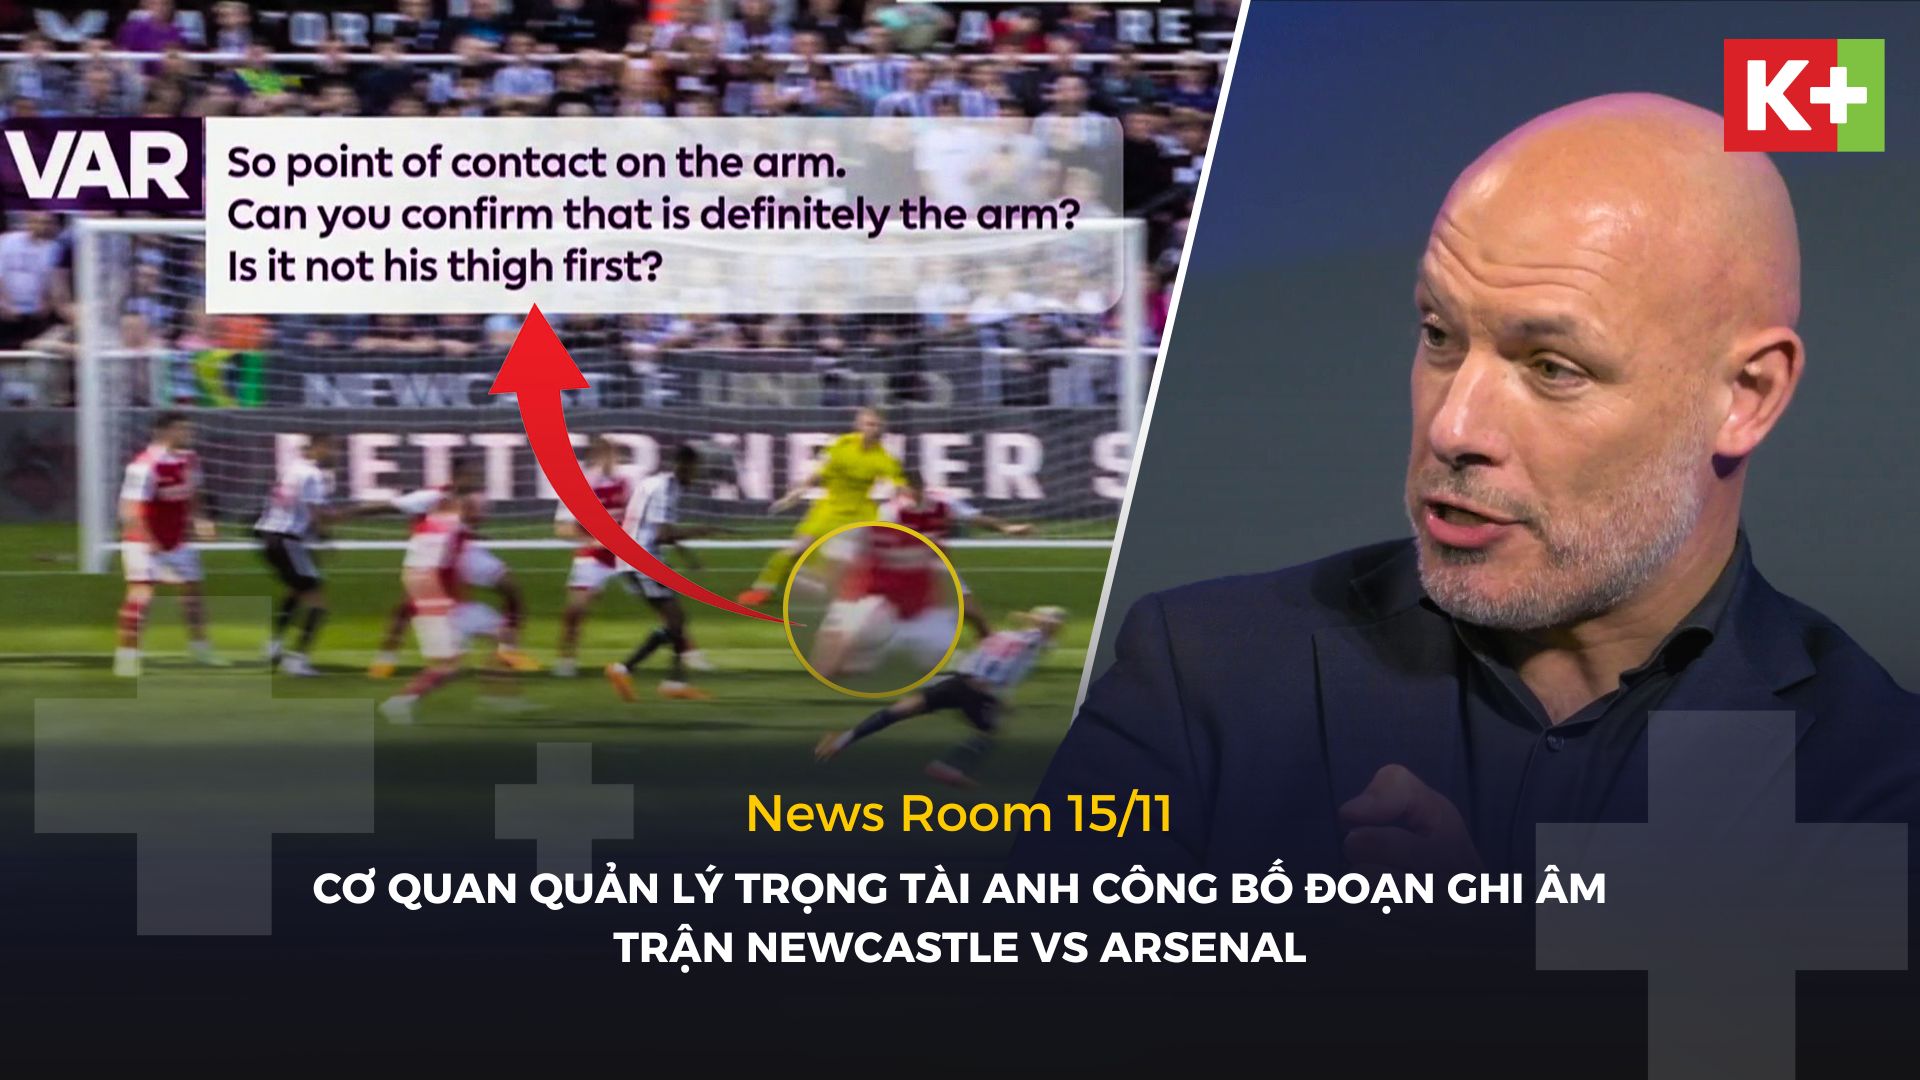 K+
VAR
So point of contact on the arm.
Can you confirm that is definitely the arm?
Is it not his thigh first?
NEWCASTLE UNITED
News Room 15/11
CƠ QUAN QUẢN LÝ TRỌNG TÀI ANH CÔNG BỐ ĐOẠN GHI ÂM
TRẬN NEWCASTLE VS ARSENAL